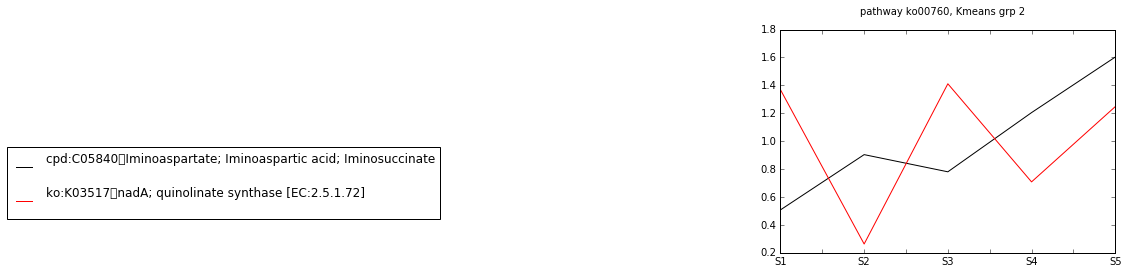 pathway ko00760, Kmeans grp 2
1.8
1.6
1.4
1.2
1.0
0.8
0.6
0.4
0.2
S1 S2 S3 S4 S5
cpd:C05840▯Iminoaspartate; Iminoaspartic acid; Iminosuccinate
ko:K03517▯nadA; quinolinate synthase [EC:2.5.1.72]